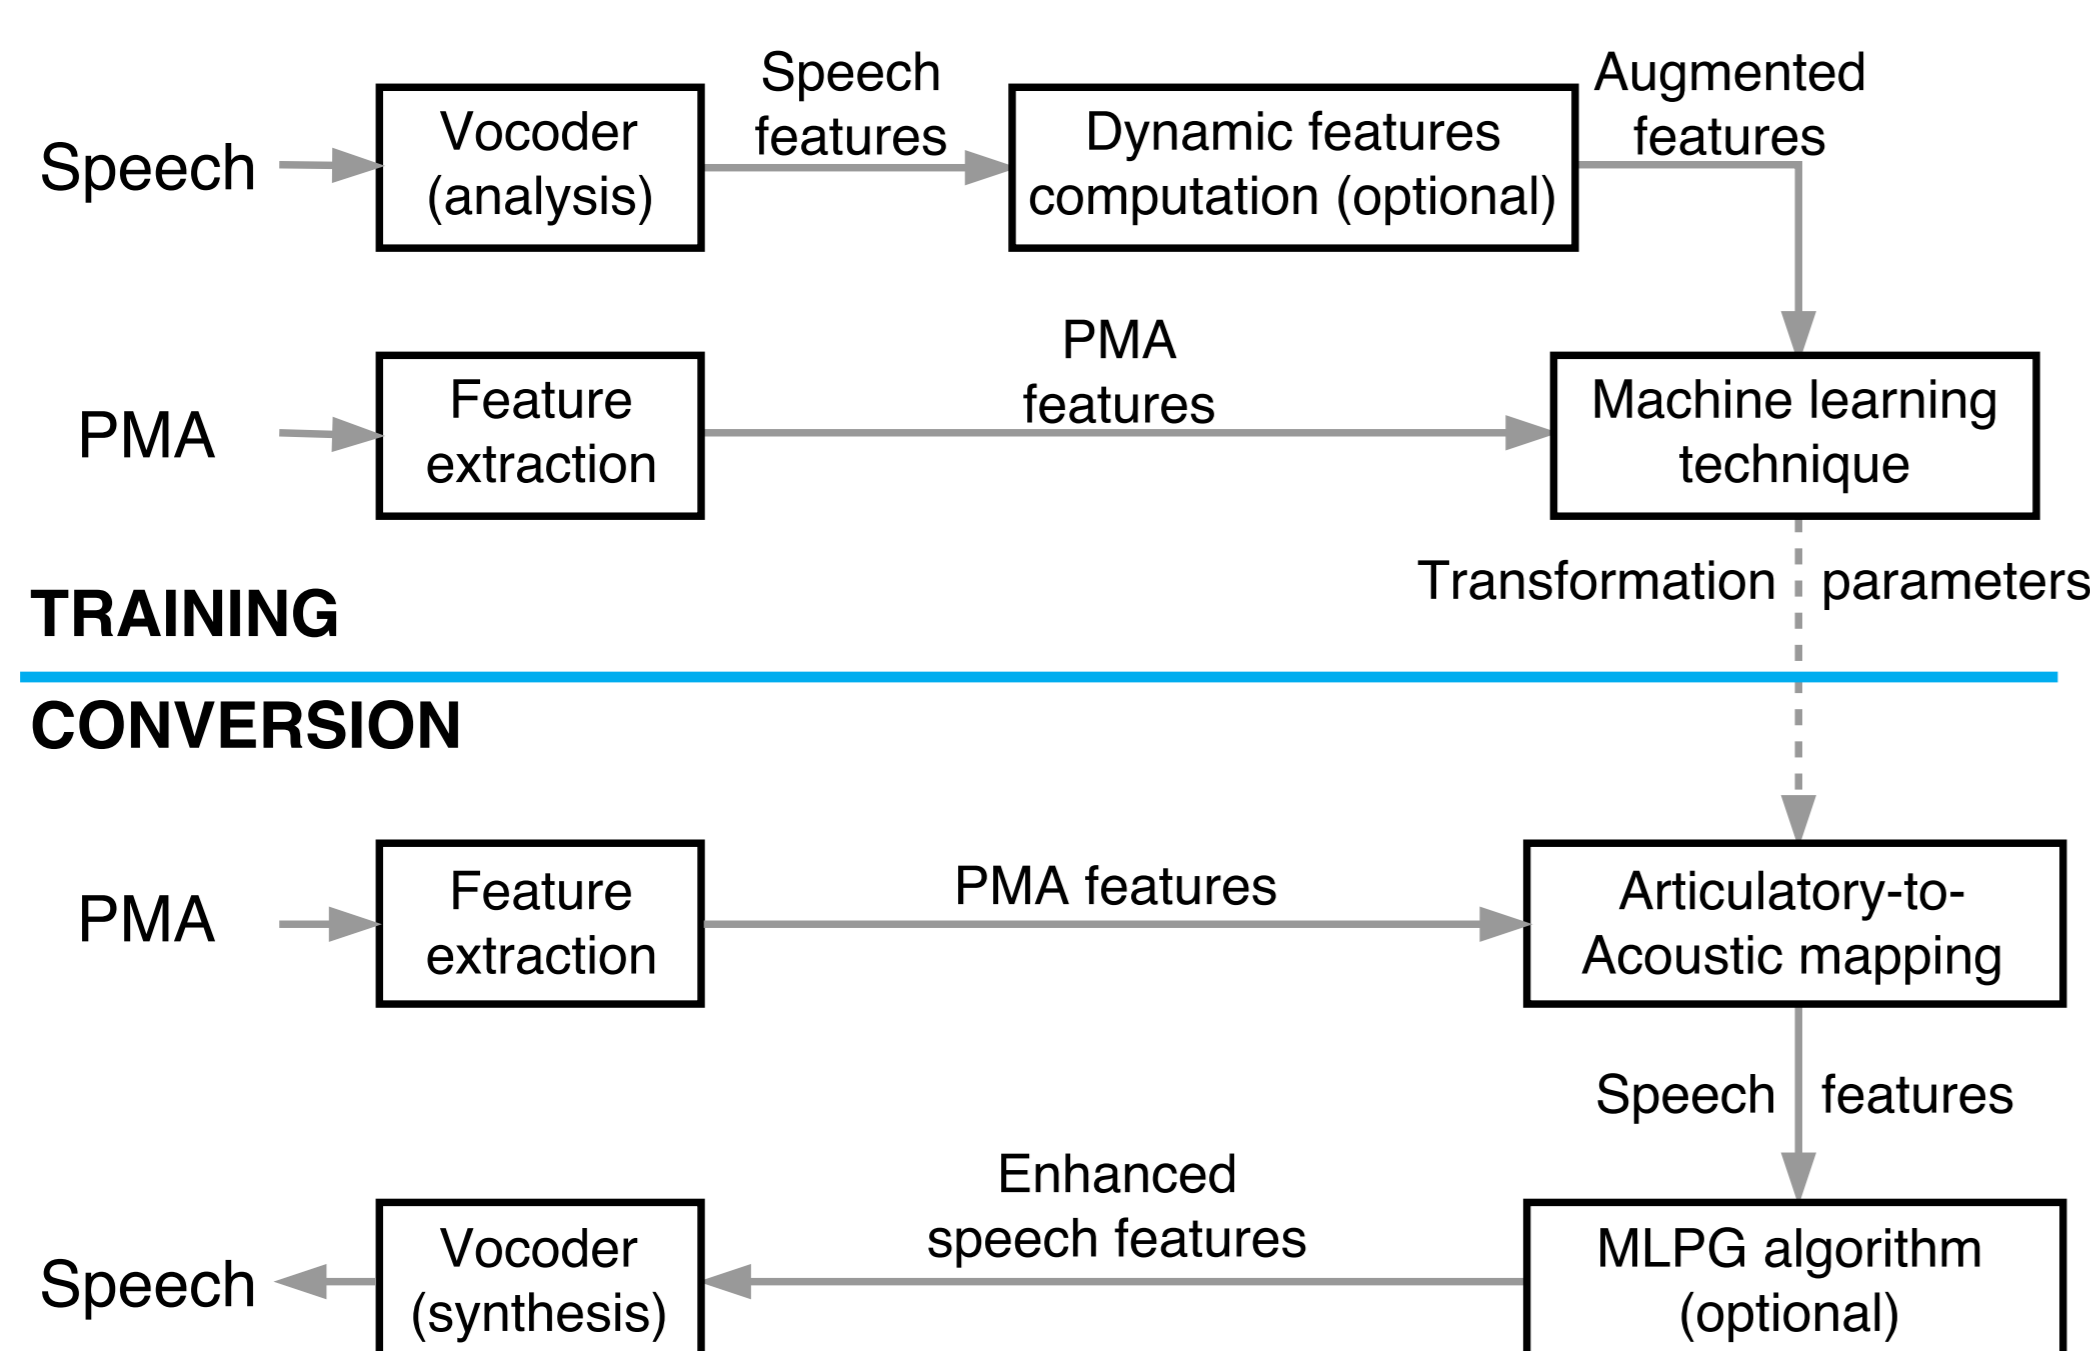 Speech
Vocoder
(analysis)
Speech
features
Dynamic features
computation (optional)
Augmented
features
PMA
Feature
extraction
PMA
features
Machine learning
technique
Transformation parameters
TRAINING
CONVERSION
PMA
Feature
extraction
PMA features
Articulatory-to-
Acoustic mapping
Speech features
Speech
Vocoder
(synthesis)
Enhanced
speech features
MLPG algorithm
(optional)